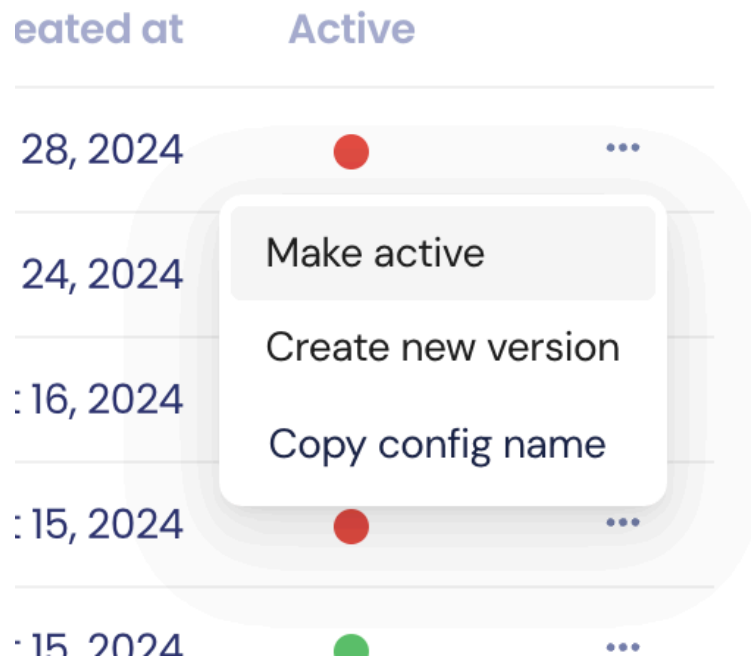 eated at Active
28, 2024
Make active
24, 2024
Create new version
16, 2024
Copy config name
15, 2024
15, 2024